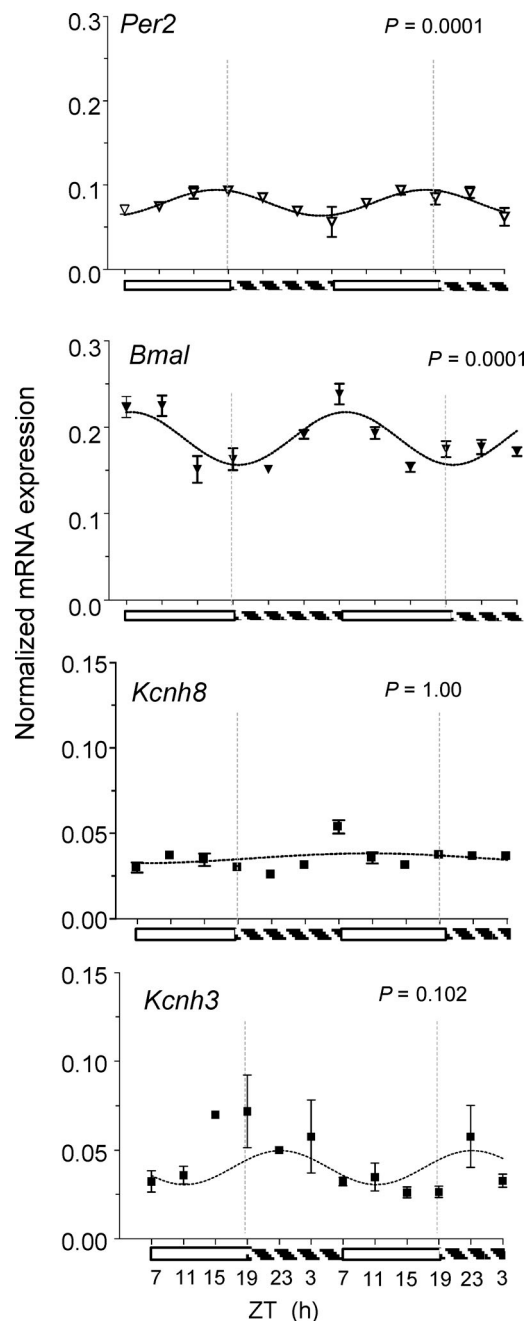 Per2
P = 0.0001
0.3
0.2
0.1
0.0
Bmal
P = 0.0001
0.3
0.2
0.1
0.0
Normalized mRNA expression
Kcnh8
P = 1.00
0.15
0.10
0.05
0.00
Kcnh3
P = 0.102
0.15
0.10
0.05
0.00
7 11 15 19 23 3 7 11 15 19 23 3
ZT (h)